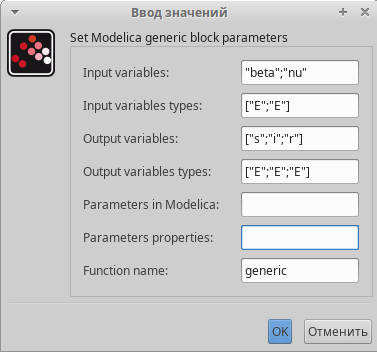 Ввод значений
Set Modelica generic block parameters
Input variables: "beta";"nu"
Input variables types: ["E";"E"]
Output variables: ["s";"i";"r"]
Output variables types: ["E";"E";"E"]
Parameters in Modelica:
Parameters properties:
Function name: generic
OK Отменить